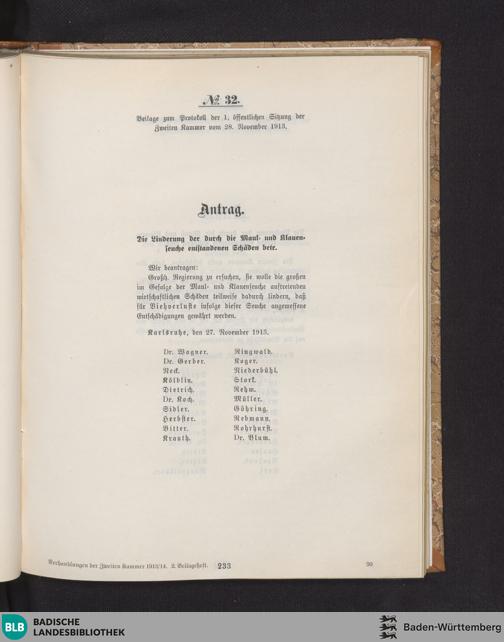 № 32.
Beilage zum Protokoll der 1. öffentlichen Sitzung der
Zweiten Kammer vom 28. November 1913.
Antrag.
Die Linderung der durch die Maul- und Klauen-
seuche entstandenen Schäden betr.
Wir beantragen:
Großh. Regierung zu ersuchen, sie wolle die großen
im Gefolge der Maul- und Klauenseuche auftretenden
wirtschaftlichen Schäden teilweise dadurch lindern, daß
für Viehverluste infolge dieser Seuche angemessene
Entschädigungen gewährt werden.
Karlsruhe, den 27. November 1913.
Dr. Wagner. Ringwald.
Dr. Gerber. Koger.
Neck. Niederbühl.
Kölblin. Stork.
Dietrich. Rehm.
Dr. Koch. Müller.
Sidler. Göhring.
Herbster. Rebmann.
Bitter. Rohrhurst.
Krauth. Dr. Blum.
Verhandlungen der Zweiten Kammer 1913/14. 2. Beilagenheft. 233 30
BLB BADISCHE
LANDESBIBLIOTHEK
Baden-Württemberg